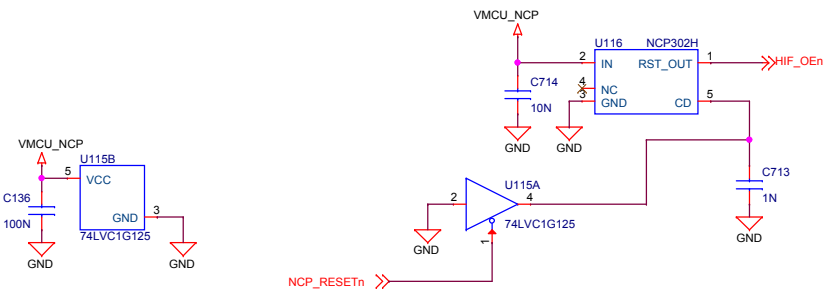 VMCU_NCP
U116 NCP302H
2 IN RST_OUT 1 HIF_OEn
C714
10N
4 NC
3 GND CD 5
GND GND
VMCU_NCP
U115B
5 VCC
C136
100N
GND 3
74LVC1G125
GND GND
C713
1N
GND
U115A
2 4
74LVC1G125
1
GND
NCP_RESETn